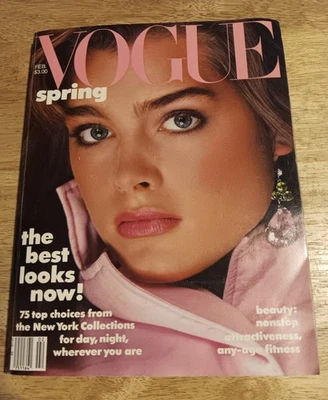 VOGUE
FEB.
$3.00
spring
the
best
looks
now!
75 top choices from
the New York Collections
for day, night,
wherever you are
beauty:
nonstop
attractiveness,
any-age fitness